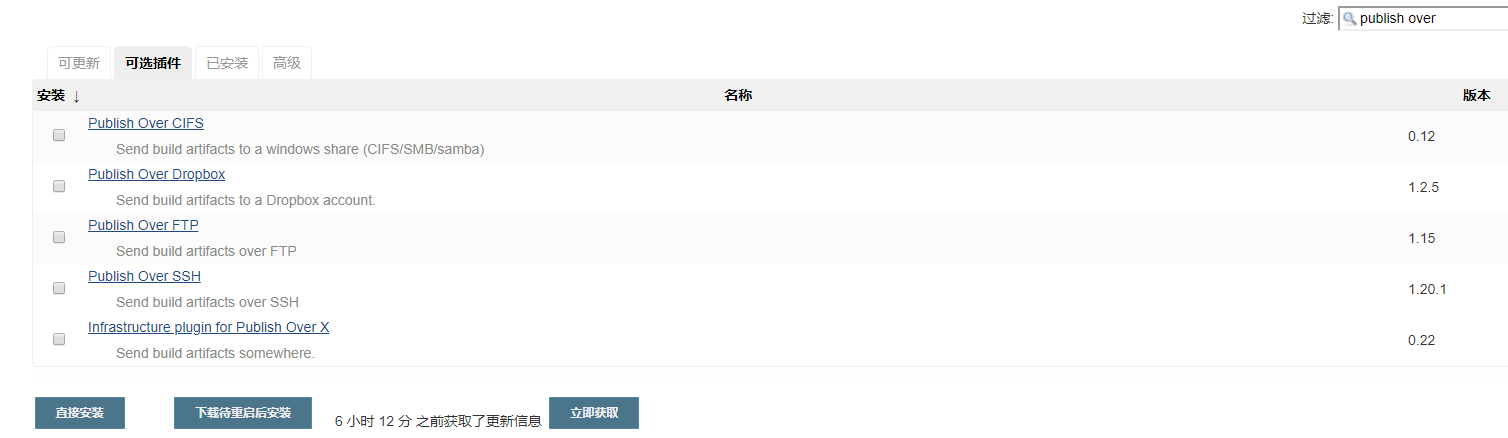 过滤: publish over
可更新 可选插件 已安装 高级
安装 ↓ 名称 版本
Publish Over CIFS
Send build artifacts to a windows share (CIFS/SMB/samba)
0.12
Publish Over Dropbox
Send build artifacts to a Dropbox account.
1.2.5
Publish Over FTP
Send build artifacts over FTP
1.15
Publish Over SSH
Send build artifacts over SSH
1.20.1
Infrastructure plugin for Publish Over X
Send build artifacts somewhere.
0.22
直接安装 下载待重启后安装 6 小时 12 分 之前获取了更新信息 立即获取